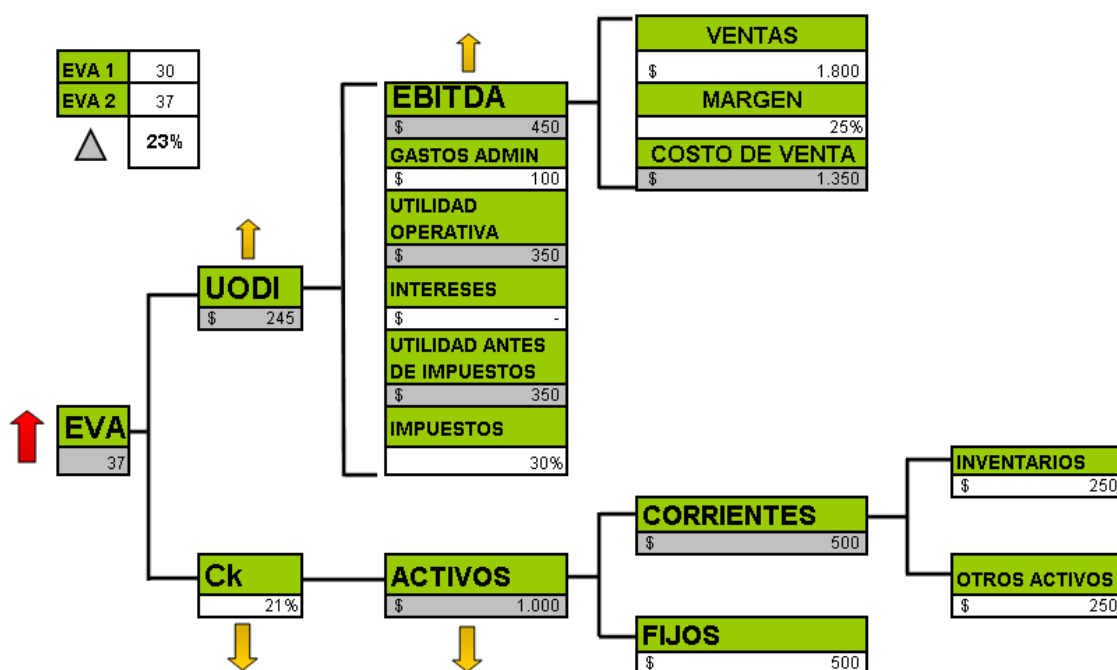 EVA 1 30
EVA 2 37
23%
EBITDA
$ 450
GASTOS ADMIN
$ 100
UTILIDAD
OPERATIVA
$ 350
INTERESES
$ -
UTILIDAD ANTES
DE IMPUESTOS
$ 350
IMPUESTOS
30%
VENTAS
$ 1.800
MARGEN
25%
COSTO DE VENTA
$ 1.350
UODI
$ 245
EVA
37
Ck
21%
ACTIVOS
$ 1.000
CORRIENTES
$ 500
FIJOS
$ 500
INVENTARIOS
$ 250
OTROS ACTIVOS
$ 250